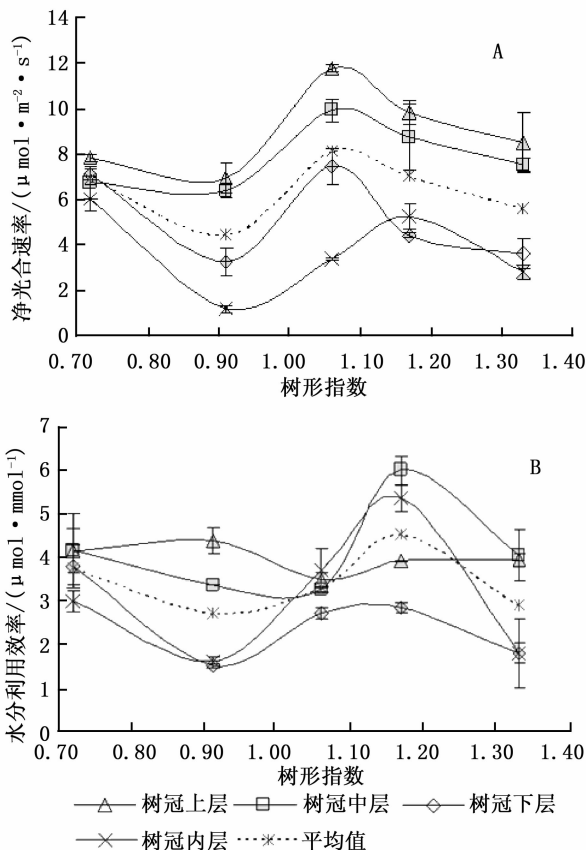 14
A
12
10
8
6
4
2
0
净光合速率/(μmol·m⁻²·s⁻¹)
0.70 0.80 0.90 1.00 1.10 1.20 1.30 1.40
树形指数
7
B
6
5
4
3
2
1
0
水分利用效率/(μmol·mmol⁻¹)
0.70 0.80 0.90 1.00 1.10 1.20 1.30 1.40
树形指数
树冠上层 树冠中层 树冠下层
树冠内层 平均值